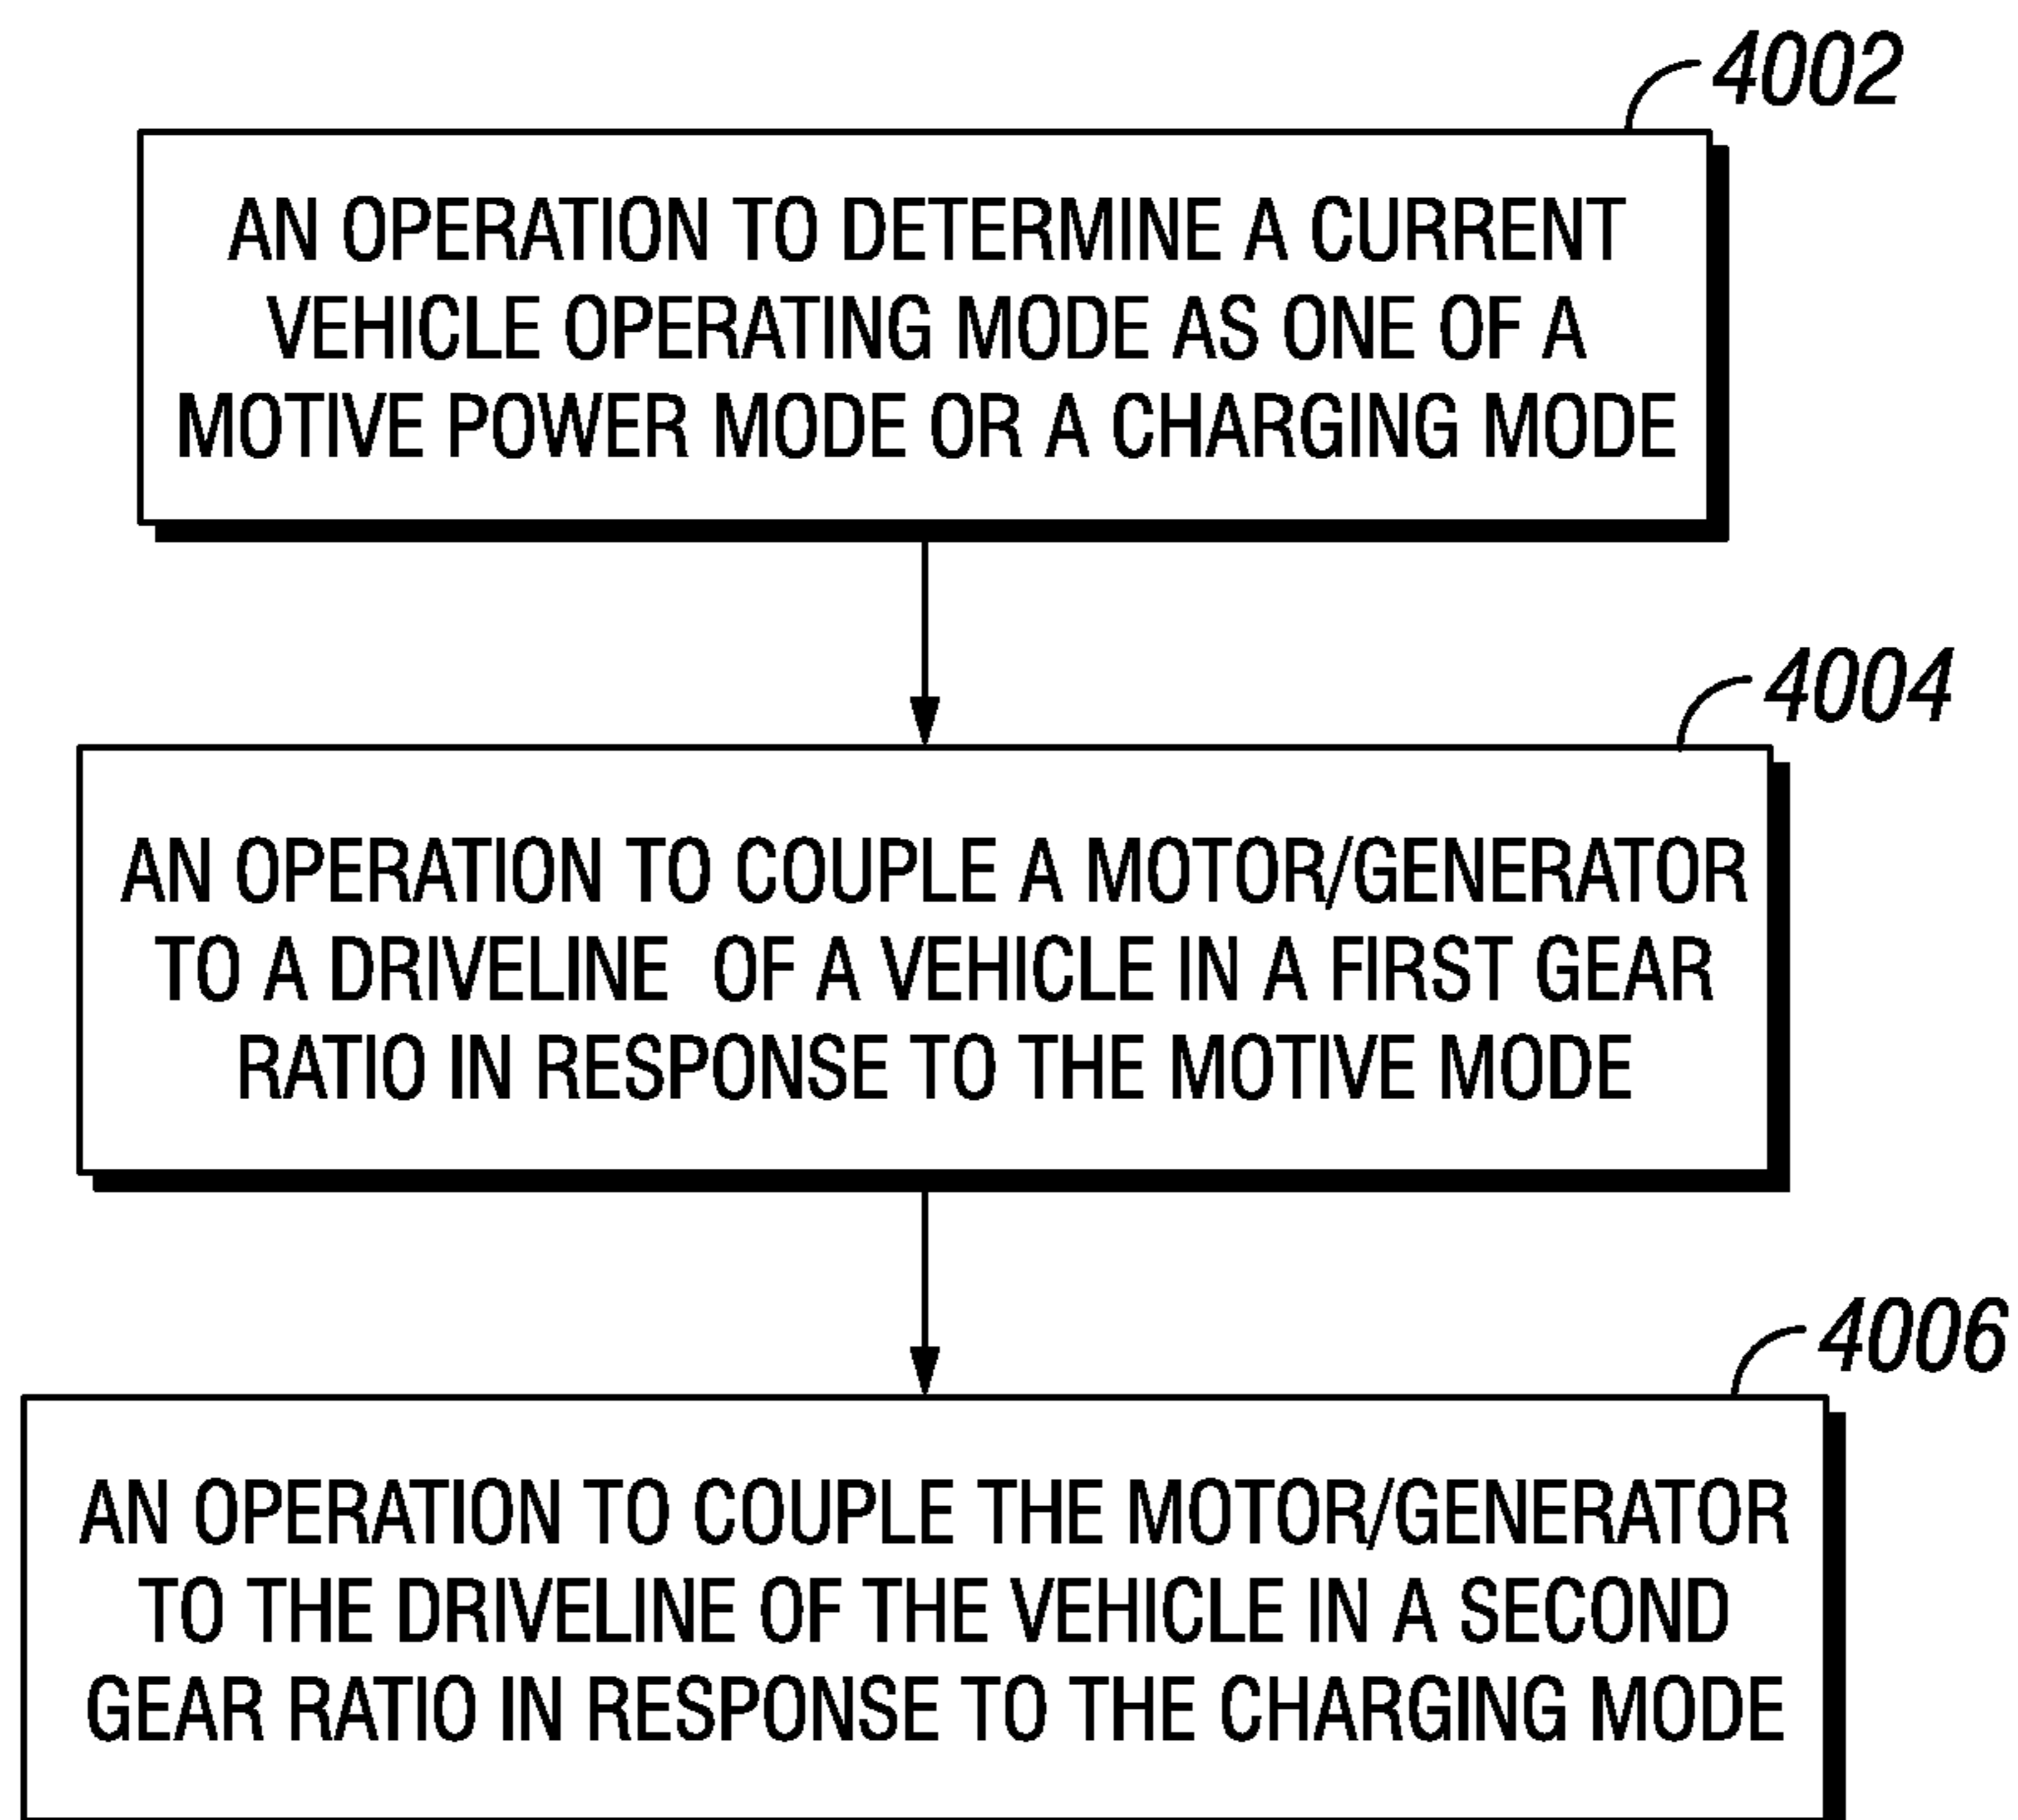 4002
AN OPERATION TO DETERMINE A CURRENT
VEHICLE OPERATING MODE AS ONE OF A
MOTIVE POWER MODE OR A CHARGING MODE
4004
AN OPERATION TO COUPLE A MOTOR/GENERATOR
TO A DRIVELINE OF A VEHICLE IN A FIRST GEAR
RATIO IN RESPONSE TO THE MOTIVE MODE
4006
AN OPERATION TO COUPLE THE MOTOR/GENERATOR
TO THE DRIVELINE OF THE VEHICLE IN A SECOND
GEAR RATIO IN RESPONSE TO THE CHARGING MODE